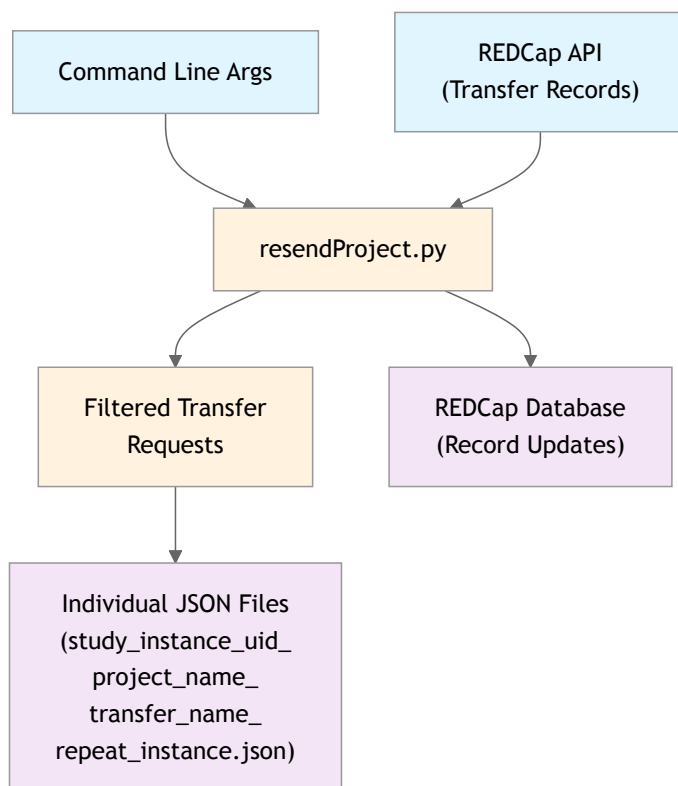 Command Line Args
REDCap API
(Transfer Records)
resendProject.py
Filtered Transfer
Requests
REDCap Database
(Record Updates)
Individual JSON Files
(study_instance_uid_
project_name_
transfer_name_
repeat_instance.json)